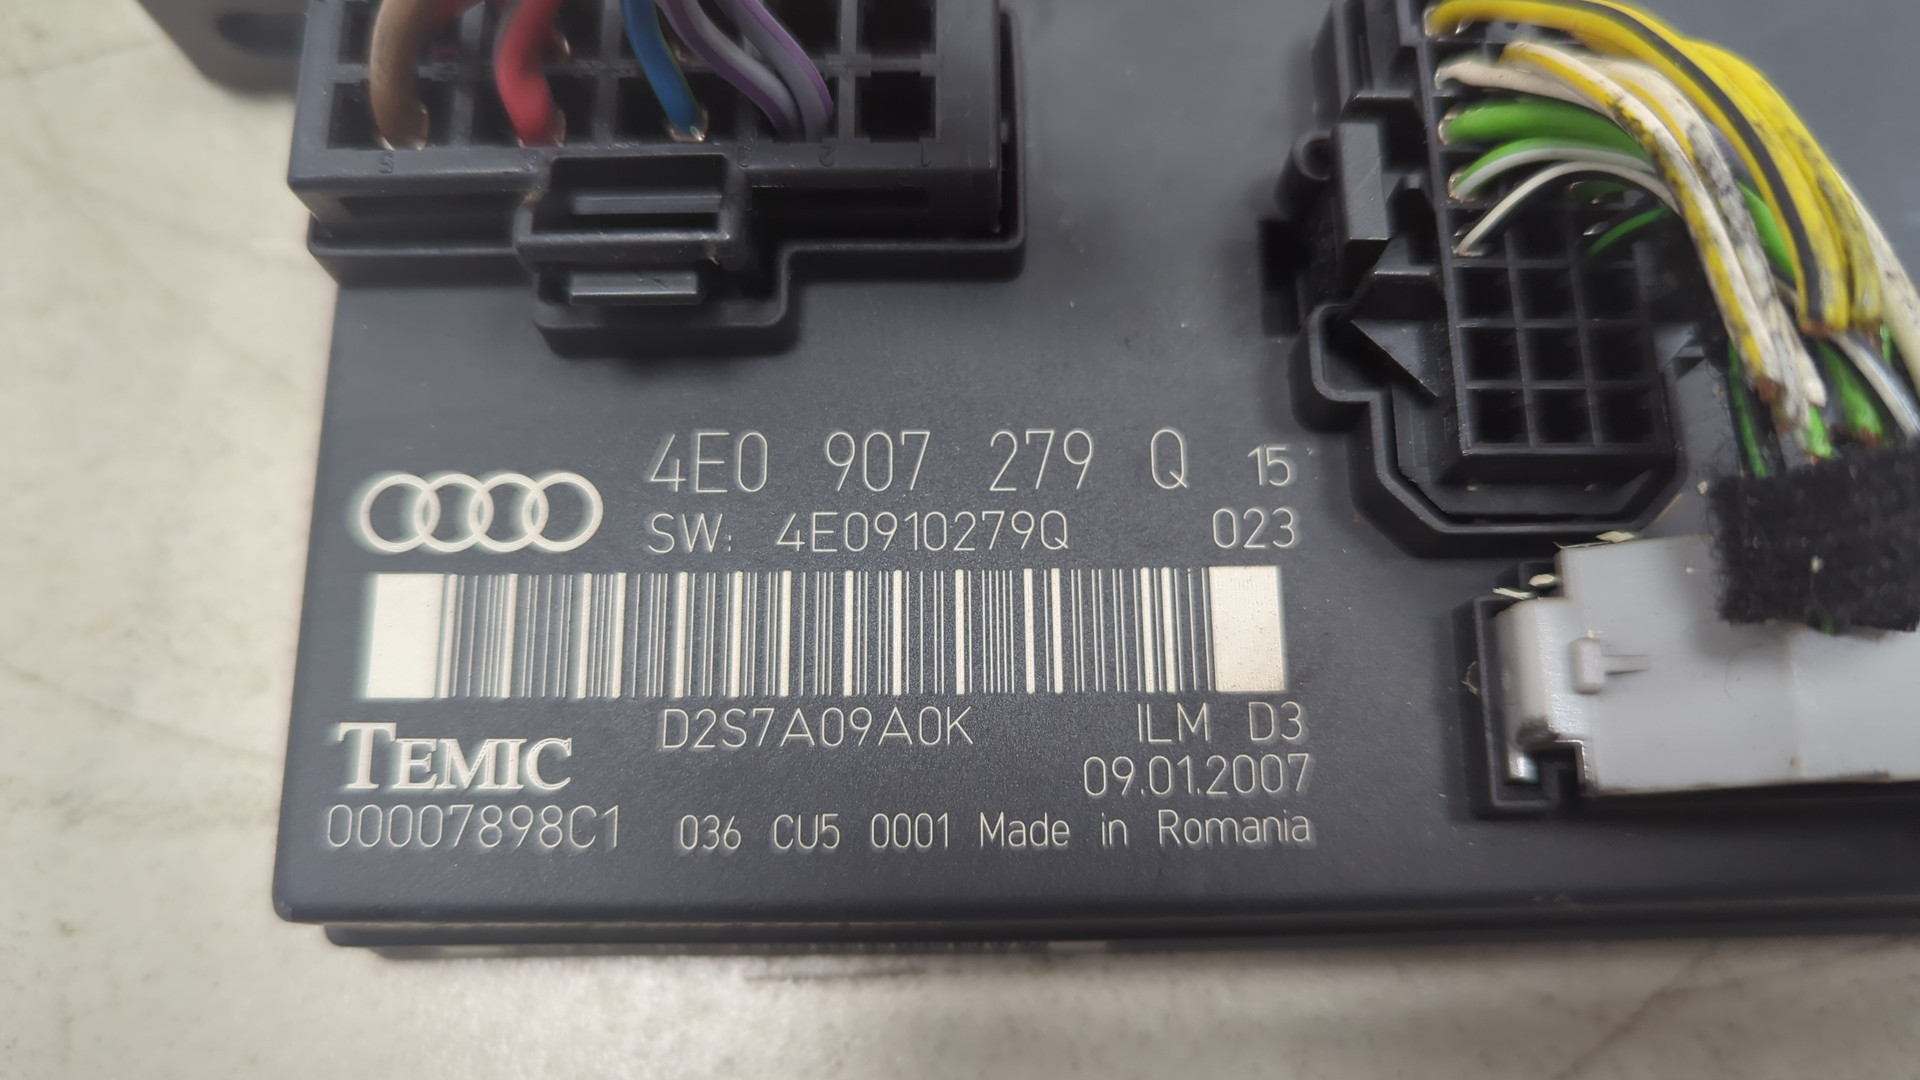 4E0 907 279 Q 15
SW: 4E0910279Q 023
D2S7A09A0K ILM D3
TEMIC 09.01.2007
00007898C1 036 CU5 0001 Made in Romania